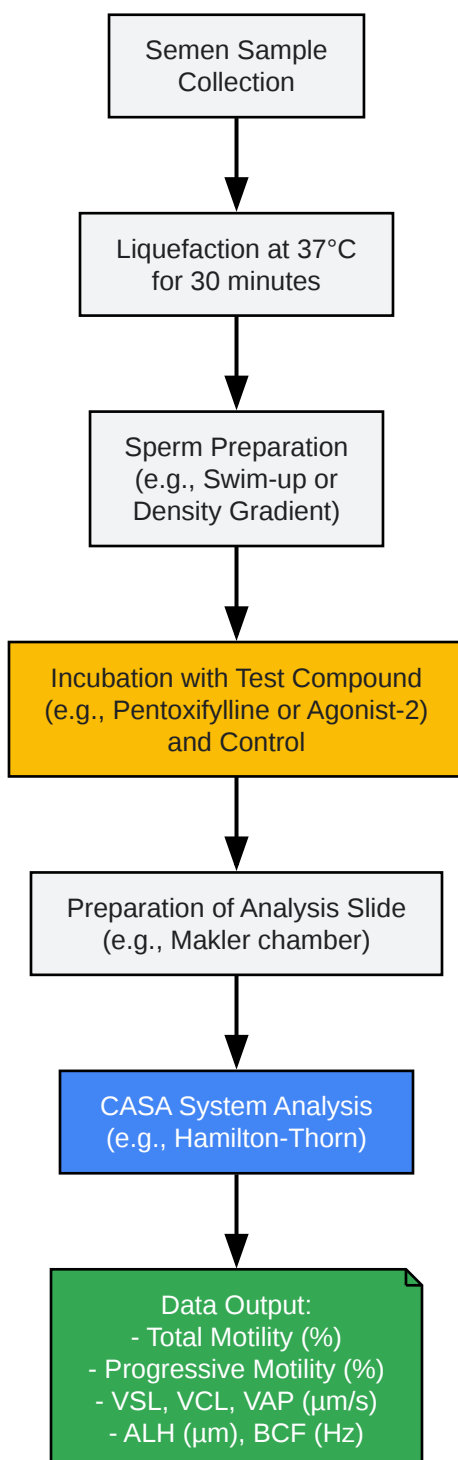 Semen Sample
Collection
Liquefaction at 37°C
for 30 minutes
Sperm Preparation
(e.g., Swim-up or
Density Gradient)
Incubation with Test Compound
(e.g., Pentoxifylline or Agonist-2)
and Control
Preparation of Analysis Slide
(e.g., Makler chamber)
CASA System Analysis
(e.g., Hamilton-Thorn)
Data Output:
- Total Motility (%)
- Progressive Motility (%)
- VSL, VCL, VAP (µm/s)
- ALH (µm), BCF (Hz)